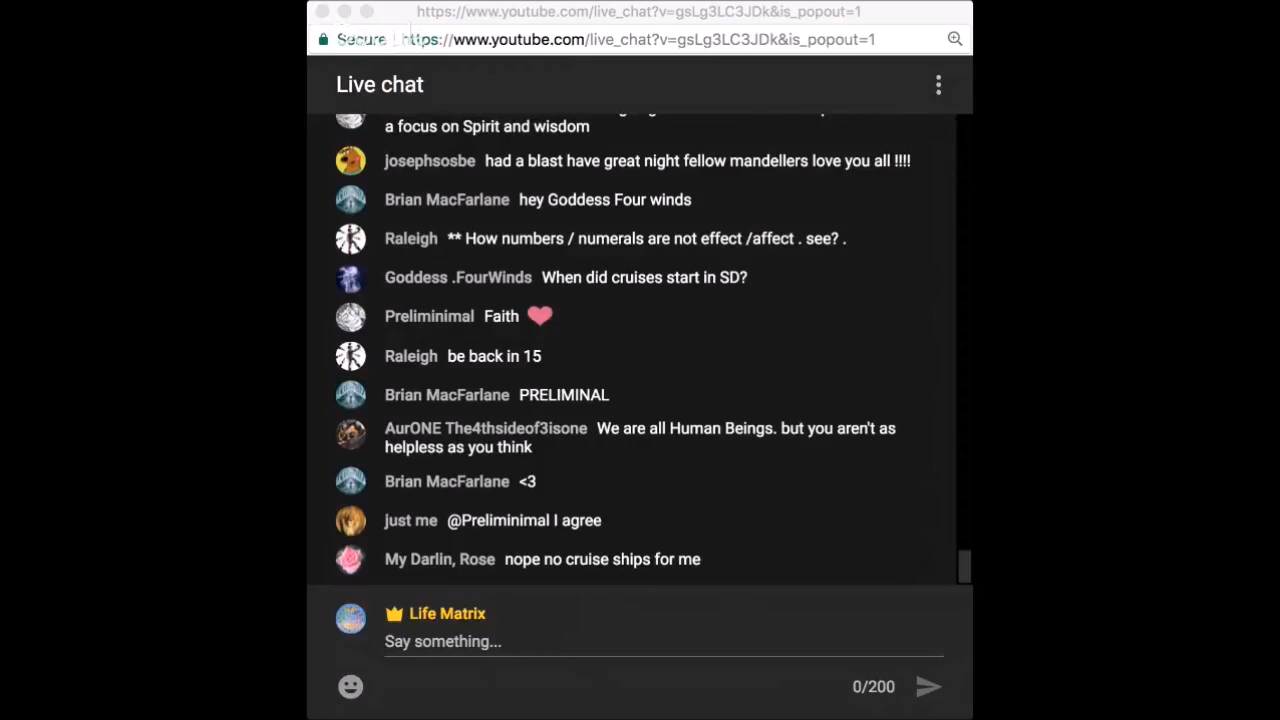 https://www.youtube.com/live_chat?v=gsLg3LC3JDk&is_popout=1
Secure https://www.youtube.com/live_chat?v=gsLg3LC3JDk&is_popout=1
Live chat
a focus on Spirit and wisdom
josephsosbe had a blast have great night fellow mandellers love you all !!!!
Brian MacFarlane hey Goddess Four winds
Raleigh ** How numbers / numerals are not effect /affect . see? .
Goddess .FourWinds When did cruises start in SD?
Preliminimal Faith
Raleigh be back in 15
Brian MacFarlane PRELIMINAL
AurONE The4thsideof3isone We are all Human Beings. but you aren't as
helpless as you think
Brian MacFarlane <3
just me @Preliminimal I agree
My Darlin, Rose nope no cruise ships for me
Life Matrix
Say something...
0/200